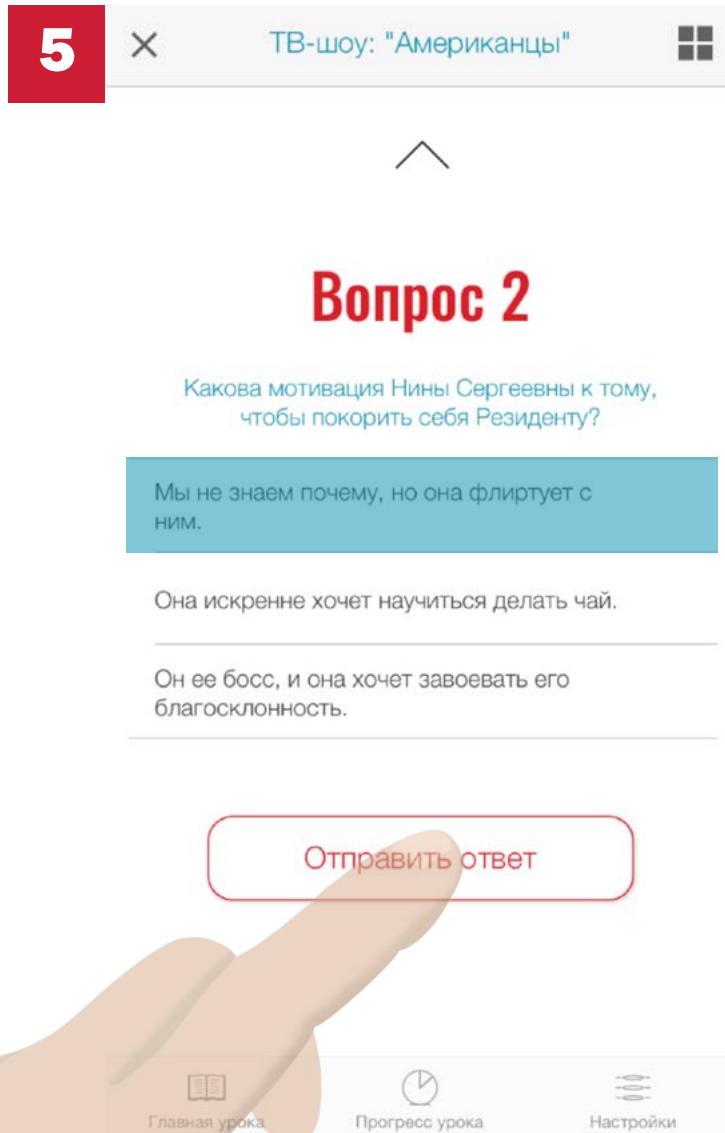 5
ТВ-шоу: "Американцы"
Вопрос 2
Какова мотивация Нины Сергеевны к тому,
чтобы покорить себя Резиденту?
Мы не знаем почему, но она флиртует с
ним.
Она искренне хочет научиться делать чай.
Он ее босс, и она хочет завоевать его
благосклонность.
Отправить ответ
Главная урока
Прогресс урока
Настройки